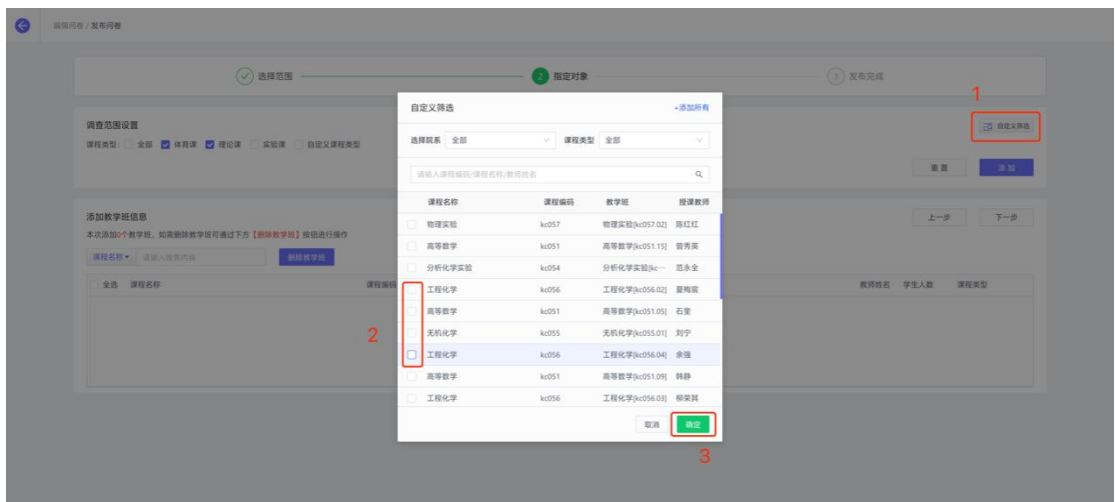 编辑问卷 / 发布问卷
选择范围
2 指定对象
3 发布完成
1
调查范围设置
自定义筛选
课程类型: 全部 体育课 理论课 实验课 自定义课程类型
重置 添加
添加教学班信息
上一步 下一步
本次添加0个教学班，如需删除教学班可通过下方【删除教学班】按钮进行操作
课程名称 请输入检索内容 删除教学班
全选 课程名称 课程编码 教师姓名 学生人数 课程类型
自定义筛选 +添加所有
选择院系 全部 课程类型 全部
请输入课程编码/课程名称/教师姓名
课程名称 课程编码 教学班 授课教师
物理实验 kc057 物理实验[kc057.02] 陈红红
高等数学 kc051 高等数学[kc051.15] 曾秀英
分析化学实验 kc054 分析化学实验[kc··· 范永全
工程化学 kc056 工程化学[kc056.02] 夏梅宸
高等数学 kc051 高等数学[kc051.05] 石奎
无机化学 kc055 无机化学[kc055.01] 刘宁
工程化学 kc056 工程化学[kc056.04] 余强
高等数学 kc051 高等数学[kc051.09] 韩静
工程化学 kc056 工程化学[kc056.03] 柳荣其
2
取消 确定
3